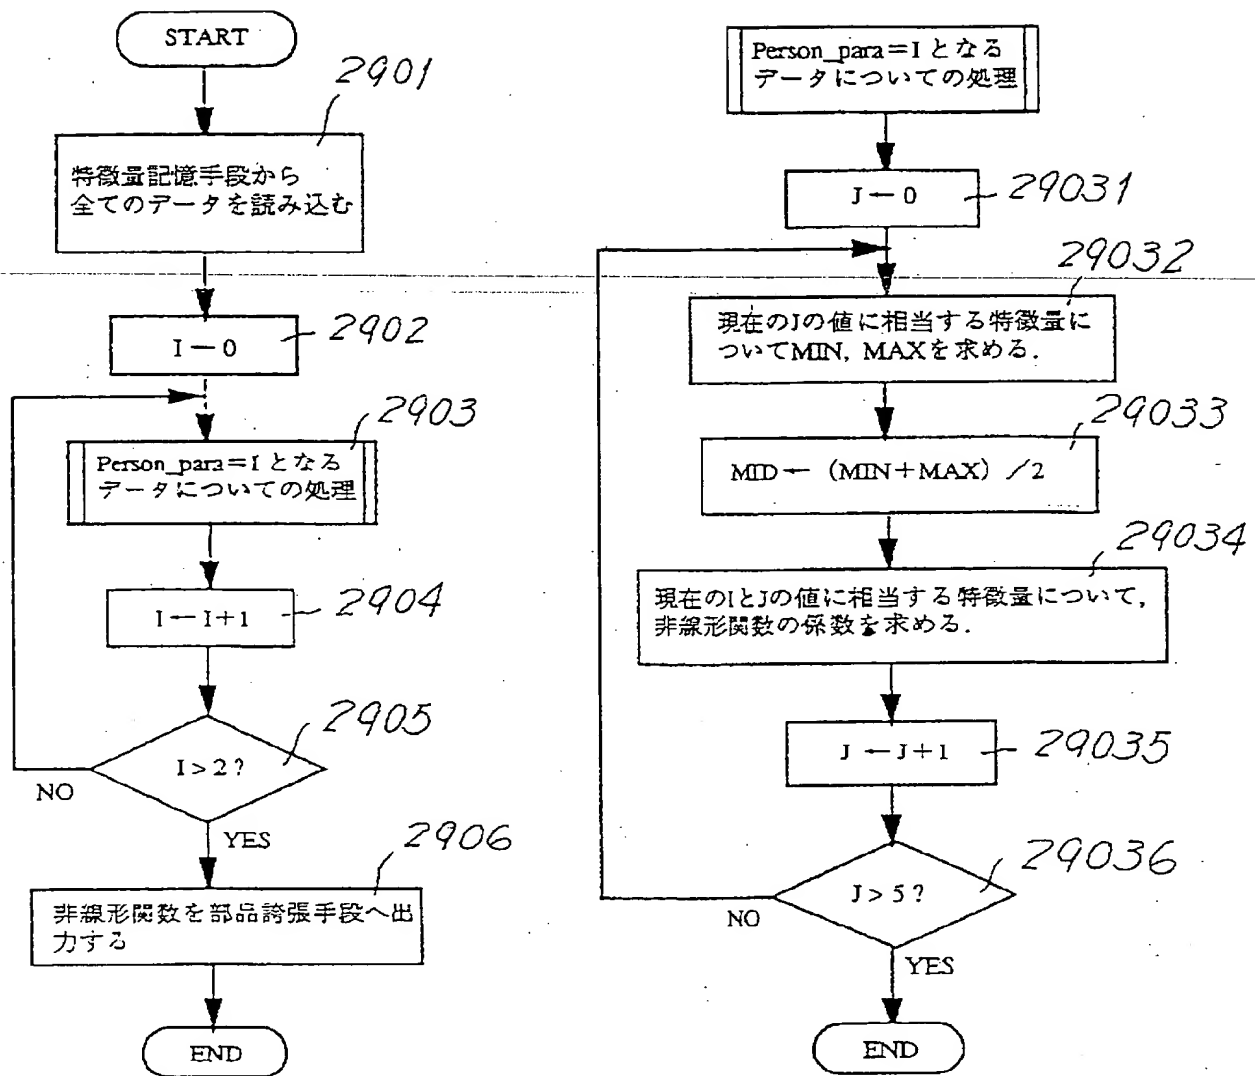 START
2901
特徴量記憶手段から
全てのデータを読み込む
2902
I←0
2903
Person_para=Iとなる
データについての処理
2904
I←I+1
2905
I>2?
NO
YES
2906
非線形関数を部品誇張手段へ出
力する
END
Person_para=Iとなる
データについての処理
J←0
29031
29032
現在のJの値に相当する特徴量に
ついてMIN, MAXを求める.
29033
MID← (MIN+MAX) /2
29034
現在のIとJの値に相当する特徴量について,
非線形関数の係数を求める.
J←J+1
29035
29036
J>5?
NO
YES
END